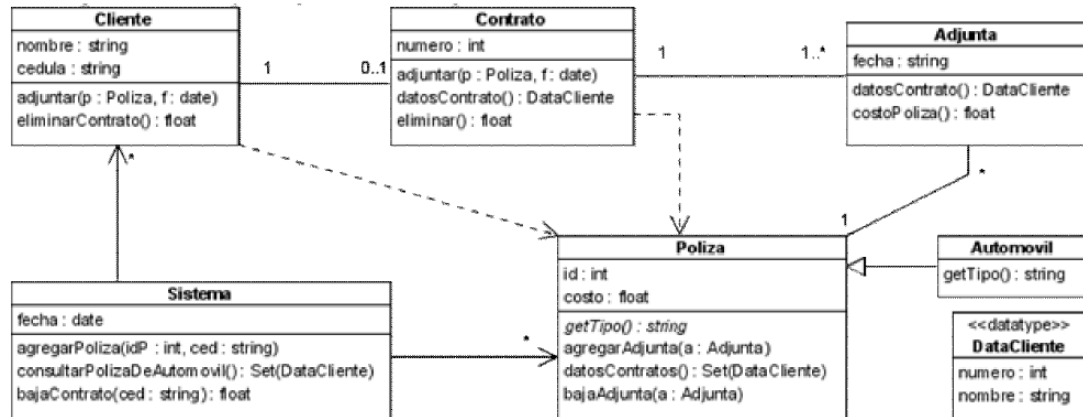 Cliente
nombre : string
cedula : string
adjuntar(p : Poliza, f: date)
eliminarContrato() : float
1
0..1
Contrato
numero : int
adjuntar(p : Poliza, f : date)
datosContrato() : DataCliente
eliminar() : float
1
1..*
Adjunta
fecha : string
datosContrato() : DataCliente
costoPoliza() : float
*
*
1
Sistema
fecha : date
agregarPoliza(idP : int, ced : string)
consultarPolizaDeAutomovil() : Set(DataCliente)
bajaContrato(ced : string) : float
*
Poliza
id : int
costo : float
getTipo() : string
agregarAdjunta(a : Adjunta)
datosContratos() : Set(DataCliente)
bajaAdjunta(a : Adjunta)
Automovil
getTipo() : string
<<datatype>>
DataCliente
numero : int
nombre : string